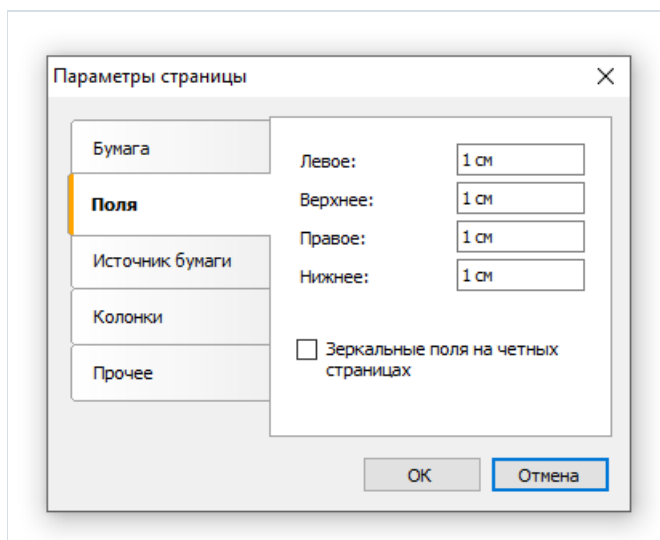 Параметры страницы
Бумага
Поля
Источник бумаги
Колонки
Прочее
Левое: 1 см
Верхнее: 1 см
Правое: 1 см
Нижнее: 1 см
Зеркальные поля на четных
страницах
ОК Отмена